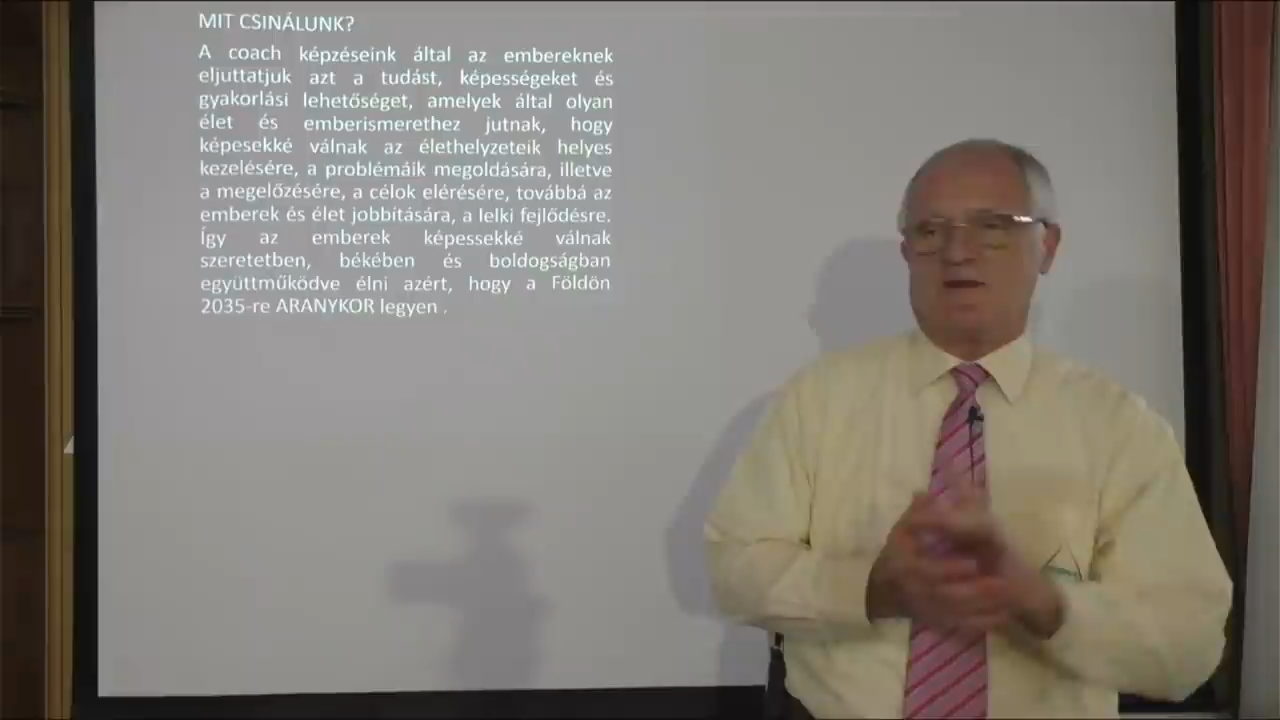 MIT CSINÁLUNK?
A coach képzéseink által az embereknek
eljuttatjuk azt a tudást, képességeket és
gyakorlási lehetőséget, amelyek által olyan
élet és emberismerethez jutnak, hogy
képesekké válnak az élethelyzeteik helyes
kezelésére, a problémáik megoldására, illetve
a megelőzésére, a célok elérésére, továbbá az
emberek és élet jobbítására, a lelki fejlődésre.
Így az emberek képessekké válnak
szeretetben, békében és boldogságban
együttműködve élni azért, hogy a Földön
2035-re ARANYKOR legyen .